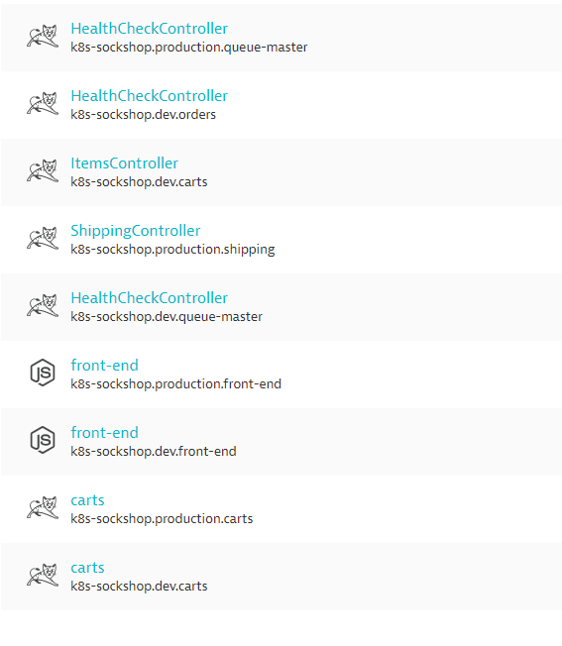 HealthCheckController
k8s-sockshop.production.queue-master
HealthCheckController
k8s-sockshop.dev.orders
ItemsController
k8s-sockshop.dev.carts
ShippingController
k8s-sockshop.production.shipping
HealthCheckController
k8s-sockshop.dev.queue-master
JS
front-end
k8s-sockshop.production.front-end
JS
front-end
k8s-sockshop.dev.front-end
carts
k8s-sockshop.production.carts
carts
k8s-sockshop.dev.carts